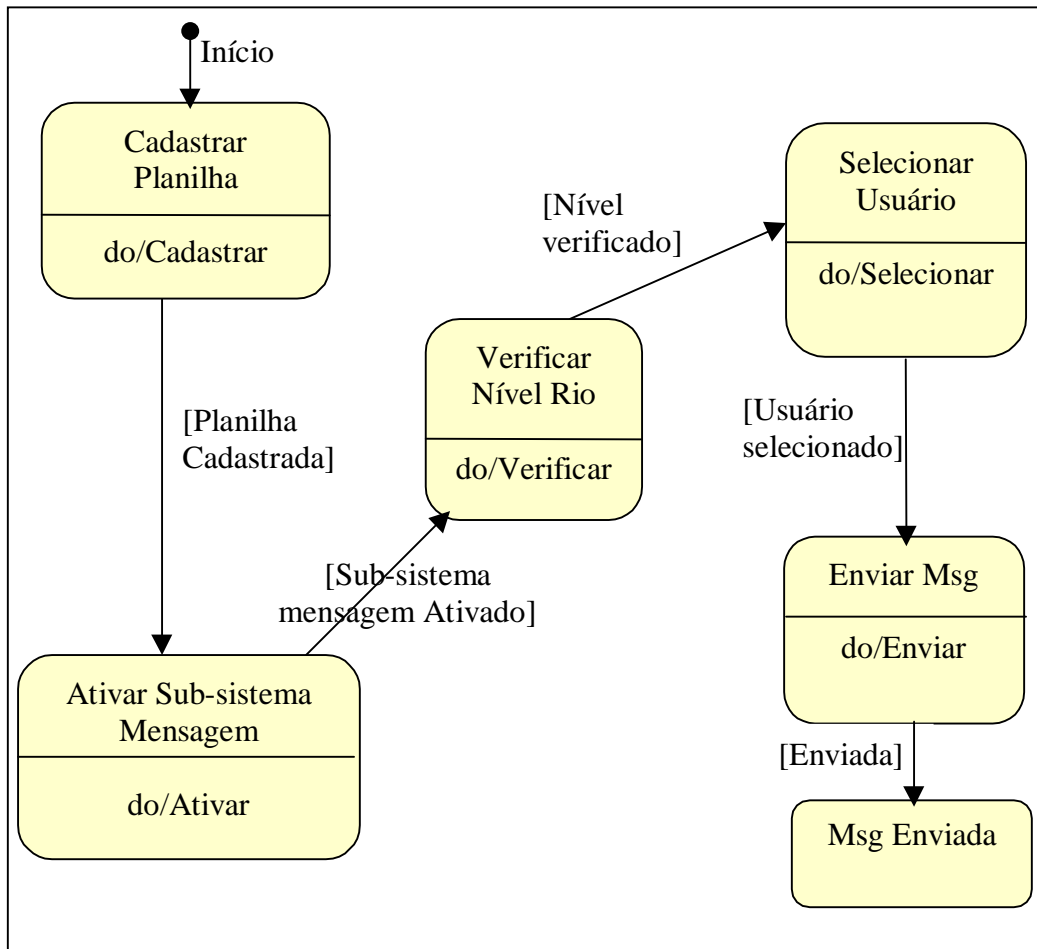 Início
Cadastrar
Planilha
do/Cadastrar
[Planilha
Cadastrada]
Ativar Sub-sistema
Mensagem
do/Ativar
[Sub-sistema
mensagem Ativado]
Verificar
Nível Rio
do/Verificar
[Nível
verificado]
Selecionar
Usuário
do/Selecionar
[Usuário
selecionado]
Enviar Msg
do/Enviar
[Enviada]
Msg Enviada